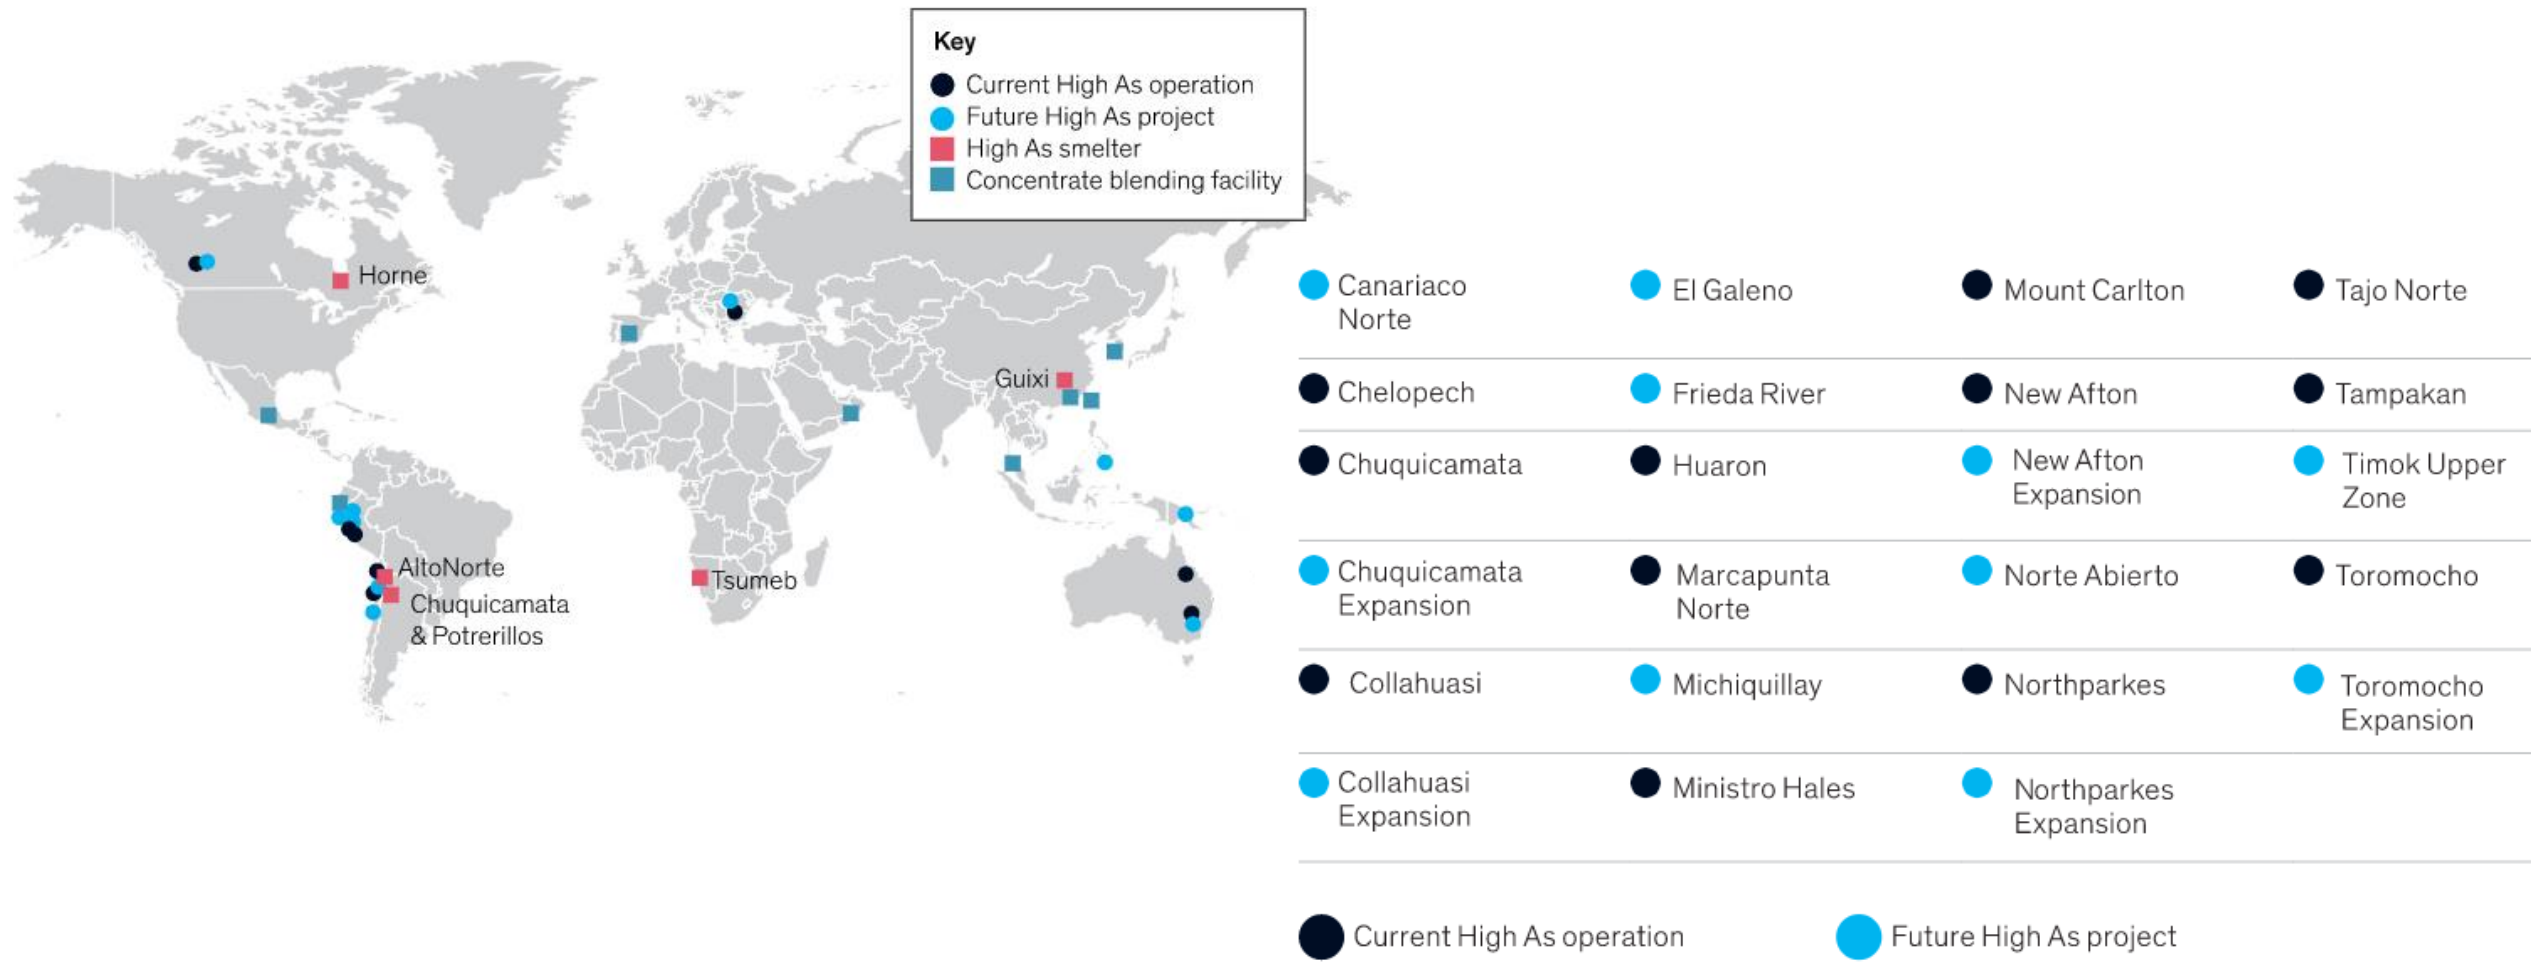 Key
Current High As operation
Future High As project
High As smelter
Concentrate blending facility
Horne
Guixi
AltoNorte
Chuquicamata
& Potrerillos
Tsumeb
Canariaco
Norte
El Galeno
Mount Carlton
Tajo Norte
Chelopech
Frieda River
New Afton
Tampakan
Chuquicamata
Huaron
New Afton
Expansion
Timok Upper
Zone
Chuquicamata
Expansion
Marcapunta
Norte
Norte Abierto
Toromocho
Collahuasi
Michiquillay
Northparkes
Toromocho
Expansion
Collahuasi
Expansion
Ministro Hales
Northparkes
Expansion
Current High As operation
Future High As project